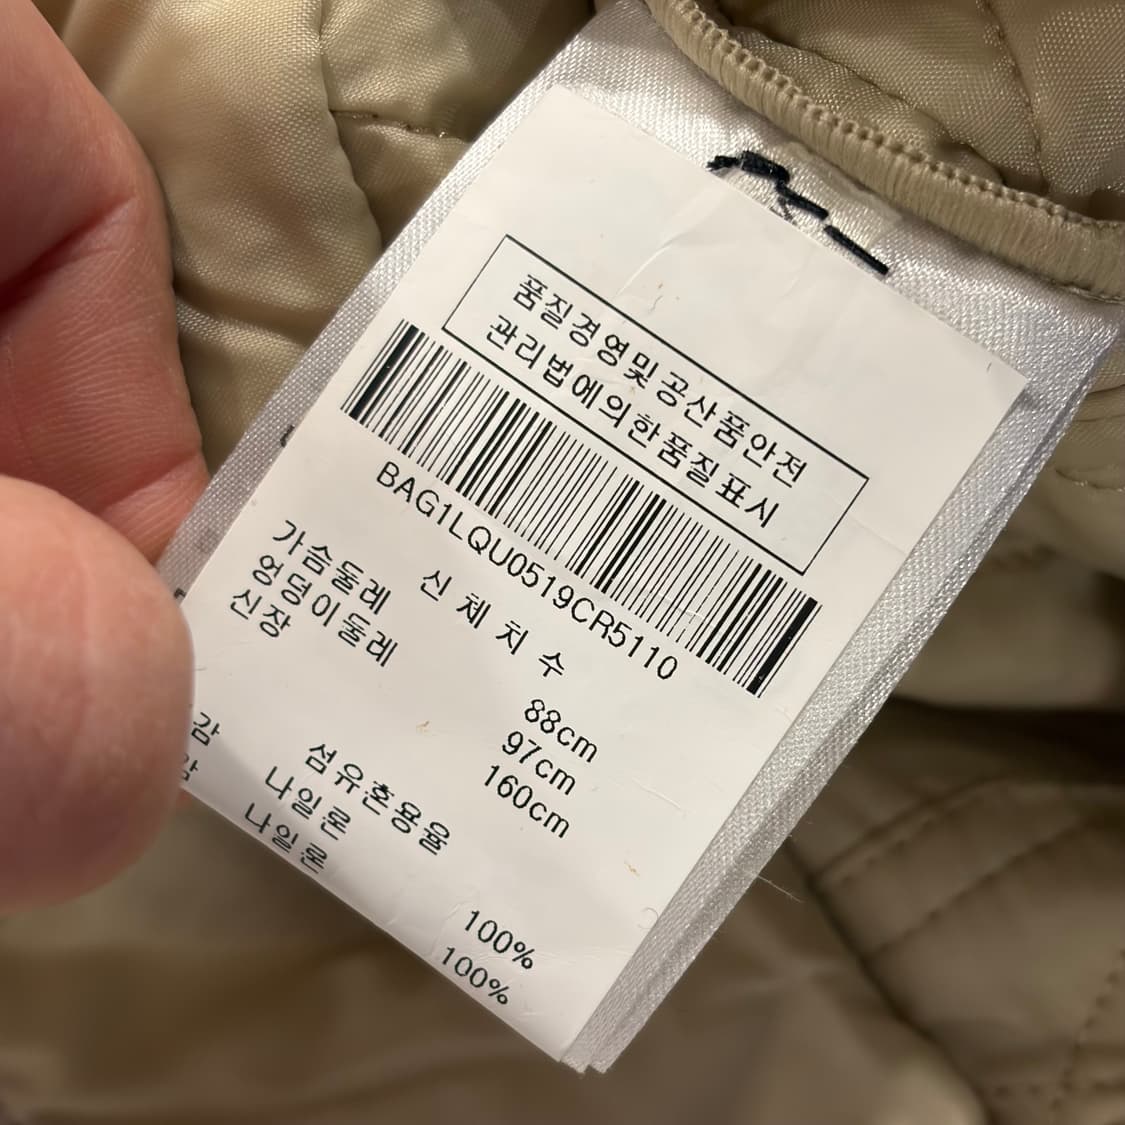 품질경영및공산품안전
관리법에의한품질표시
BAG1LQU0519CR5110
신체치수
가슴둘레 88cm
엉덩이둘레 97cm
신장 160cm
섬유혼용율
감 나일론 100%
나일론 100%